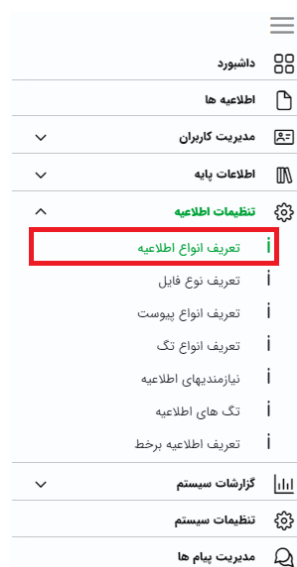 داشبورد
اطلاعیه ها
مدیریت کاربران
اطلاعات پایه
تنظیمات اطلاعیه
تعریف انواع اطلاعیه
تعریف نوع فایل
تعریف انواع پیوست
تعریف انواع تگ
نیازمندیهای اطلاعیه
تگ های اطلاعیه
تعریف اطلاعیه برخط
گزارشات سیستم
تنظیمات سیستم
مدیریت پیام ها